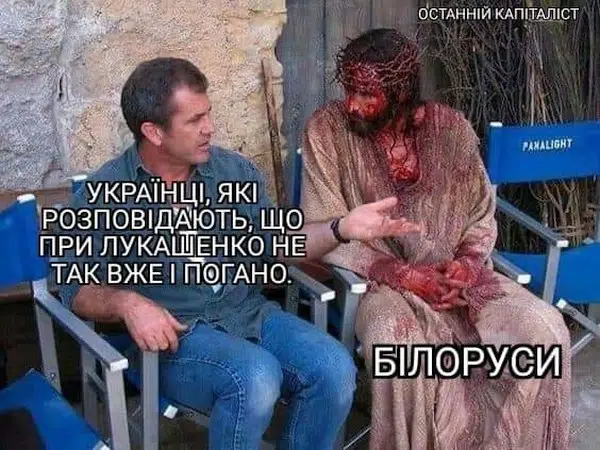 ОСТАННІЙ КАПІТАЛІСТ
PANALIGHT
УКРАЇНЦІ, ЯКІ
РОЗПОВІДАЮТЬ, ЩО
ПРИ ЛУКАШЕНКО НЕ
ТАК ВЖЕ І ПОГАНО.
БІЛОРУСИ